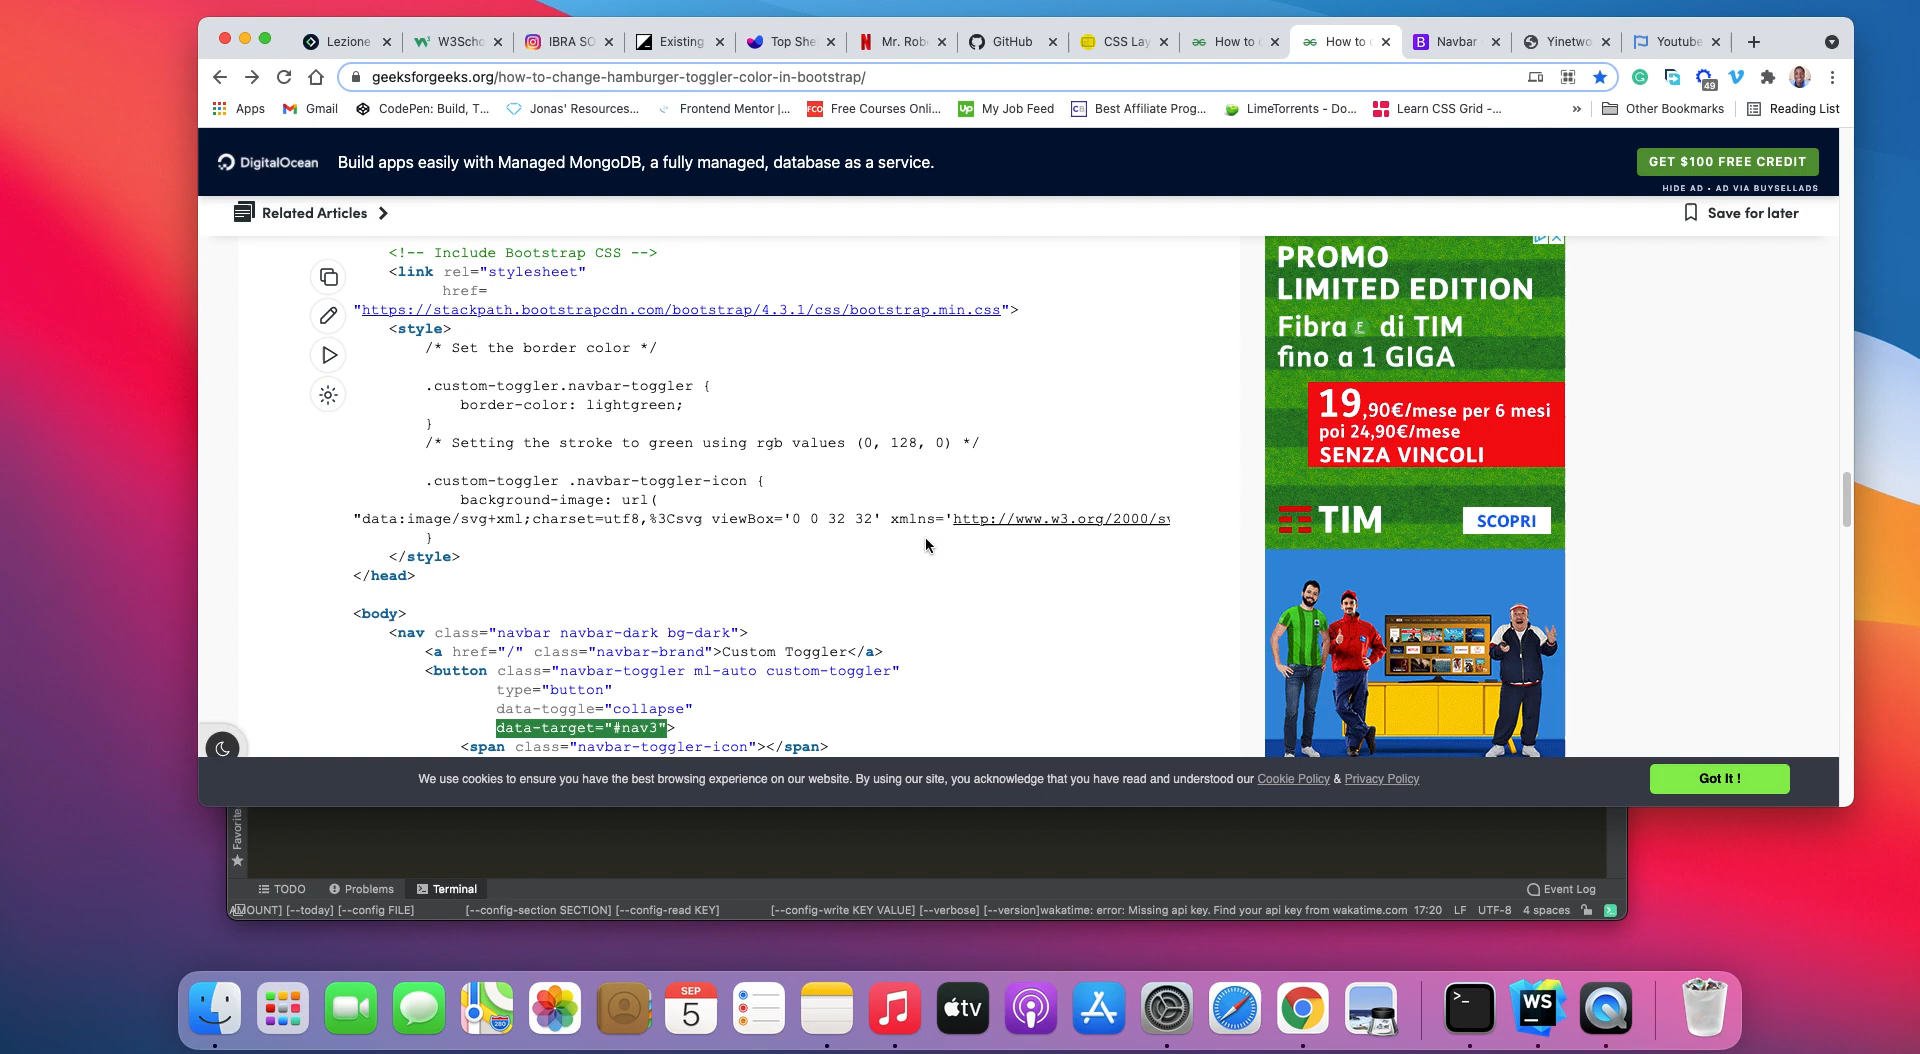 Lezione
W3Scho
IBRA SO
Existing
Top She
Mr. Rob
GitHub
CSS Lay
How to
How to
Navbar
Yinetwo
Youtube
geeksforgeeks.org/how-to-change-hamburger-toggler-color-in-bootstrap/
49
Apps
Gmail
CodePen: Build, T...
Jonas' Resources...
Frontend Mentor |...
Free Courses Onli...
My Job Feed
Best Affiliate Prog...
LimeTorrents - Do...
Learn CSS Grid -...
Other Bookmarks
Reading List
DigitalOcean
Build apps easily with Managed MongoDB, a fully managed, database as a service.
GET $100 FREE CREDIT
HIDE AD • AD VIA BUYSELLADS
Related Articles
Save for later
<!-- Include Bootstrap CSS -->
<link rel="stylesheet"
href=
"https://stackpath.bootstrapcdn.com/bootstrap/4.3.1/css/bootstrap.min.css">
<style>
/* Set the border color */
.custom-toggler.navbar-toggler {
border-color: lightgreen;
}
/* Setting the stroke to green using rgb values (0, 128, 0) */
.custom-toggler .navbar-toggler-icon {
background-image: url(
"data:image/svg+xml;charset=utf8,%3Csvg viewBox='0 0 32 32' xmlns='http://www.w3.org/2000/sv
}
</style>
</head>
<body>
<nav class="navbar navbar-dark bg-dark">
<a href="/" class="navbar-brand">Custom Toggler</a>
<button class="navbar-toggler ml-auto custom-toggler"
type="button"
data-toggle="collapse"
data-target="#nav3">
<span class="navbar-toggler-icon"></span>
PROMO
LIMITED EDITION
Fibra F di TIM
fino a 1 GIGA
19,90€/mese per 6 mesi
poi 24,90€/mese
SENZA VINCOLI
TIM
SCOPRI
We use cookies to ensure you have the best browsing experience on our website. By using our site, you acknowledge that you have read and understood our Cookie Policy & Privacy Policy
Got It !
Favorite
TODO
Problems
Terminal
Event Log
AMOUNT] [--today] [--config FILE] [--config-section SECTION] [--config-read KEY] [--config-write KEY VALUE] [--verbose] [--version]wakatime: error: Missing api key. Find your api key from wakatime.com 17:20 LF UTF-8 4 spaces
SEP
5
280
tv
WS